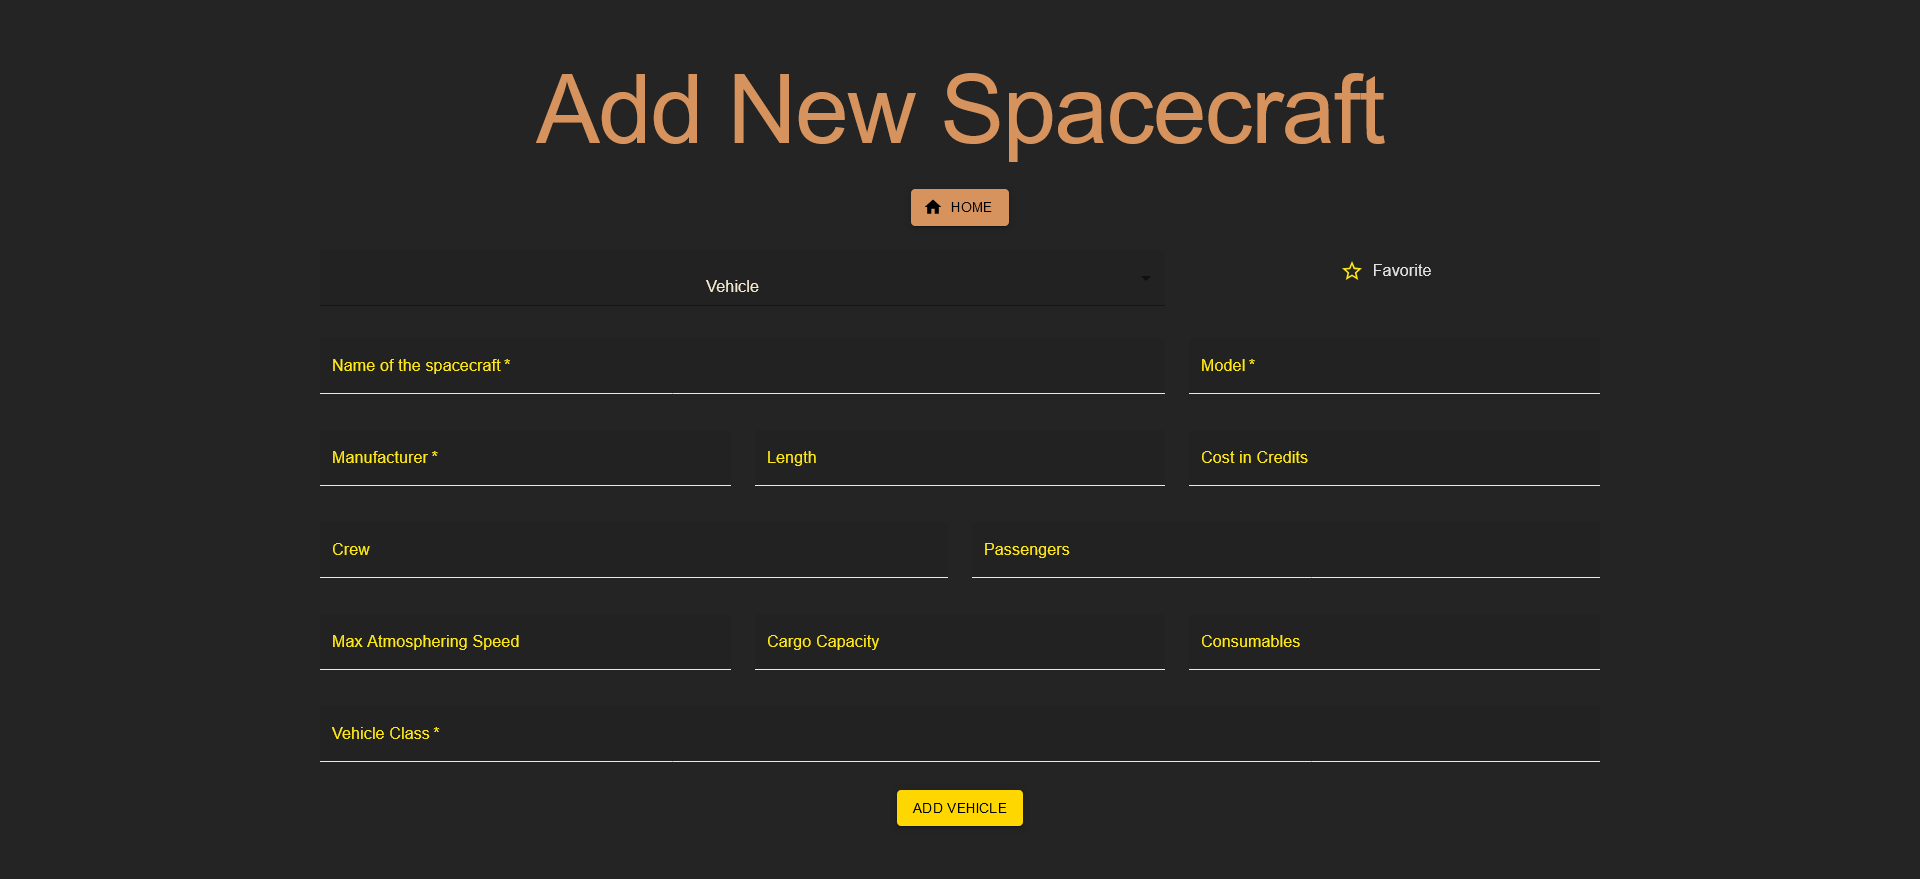 Add New Spacecraft
HOME
Vehicle
Favorite
Name of the spacecraft *
Model *
Manufacturer *
Length
Cost in Credits
Crew
Passengers
Max Atmosphering Speed
Cargo Capacity
Consumables
Vehicle Class *
ADD VEHICLE